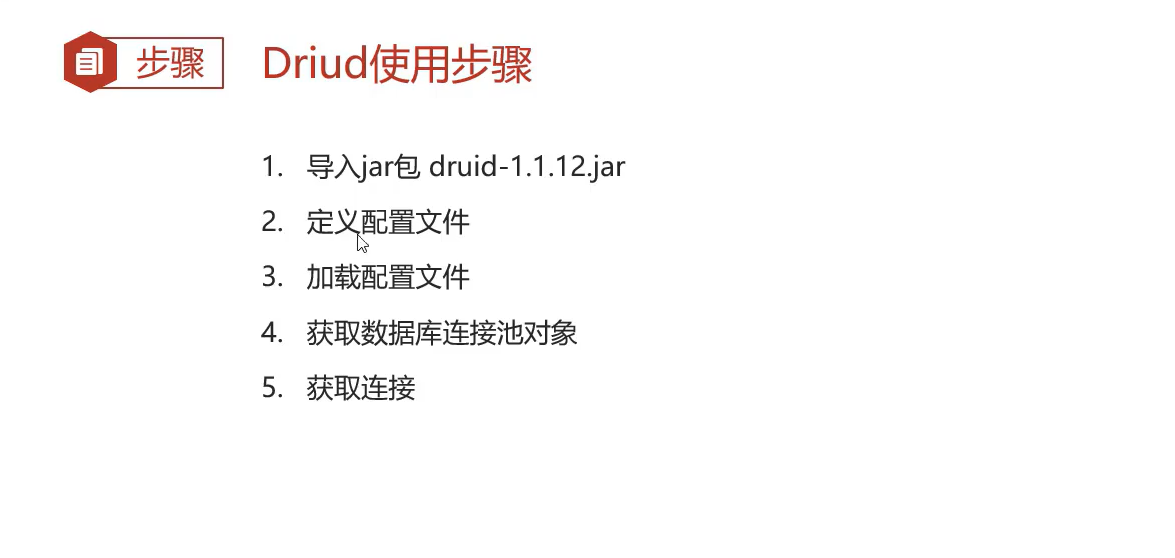 步骤
Driud使用步骤
1. 导入jar包 druid-1.1.12.jar
2. 定义配置文件
3. 加载配置文件
4. 获取数据库连接池对象
5. 获取连接